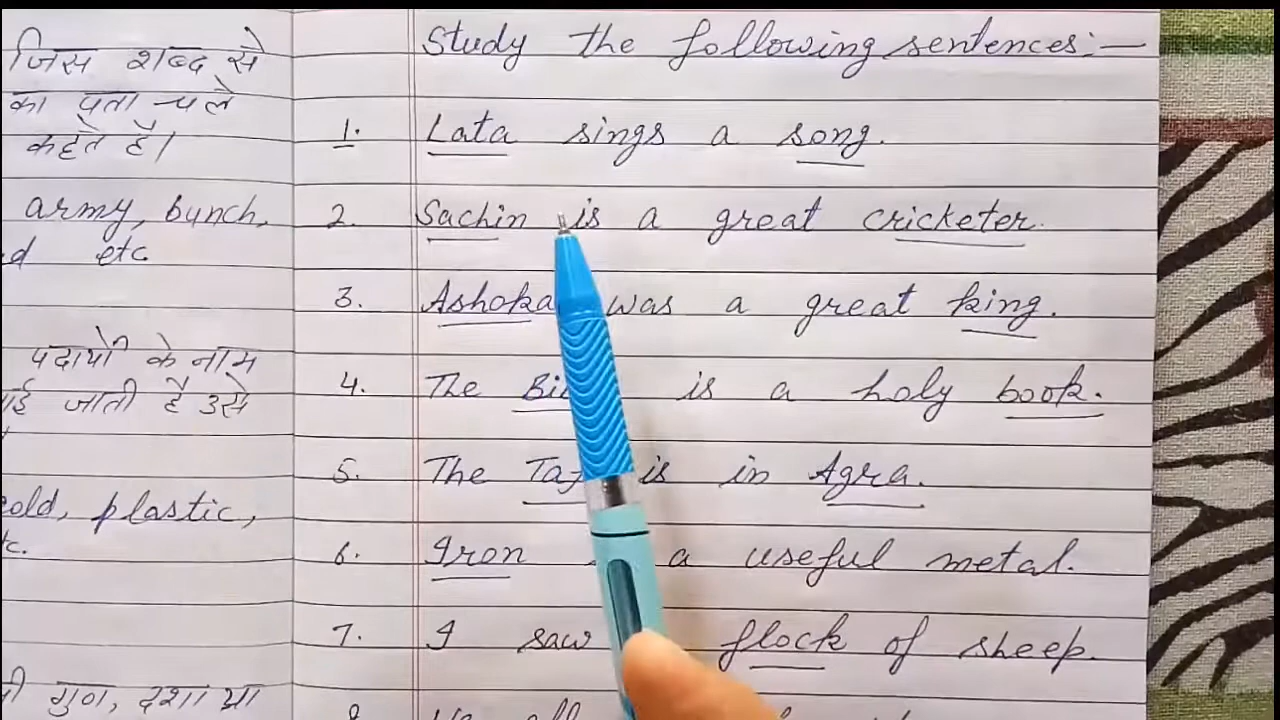 जिस शब्द से
का पता चले
कहते है।
army, bunch,
etc
पदार्थो के नाम
जाती है उसे
plastic,
गुण, दशा या
Study the following sentences:—
1. Lata sings a song.
2. Sachin is a great cricketer.
3. Ashoka was a great king.
4. The is a holy book.
5. The is in Agra.
6. Iron a useful metal.
7. I saw flock of sheep.